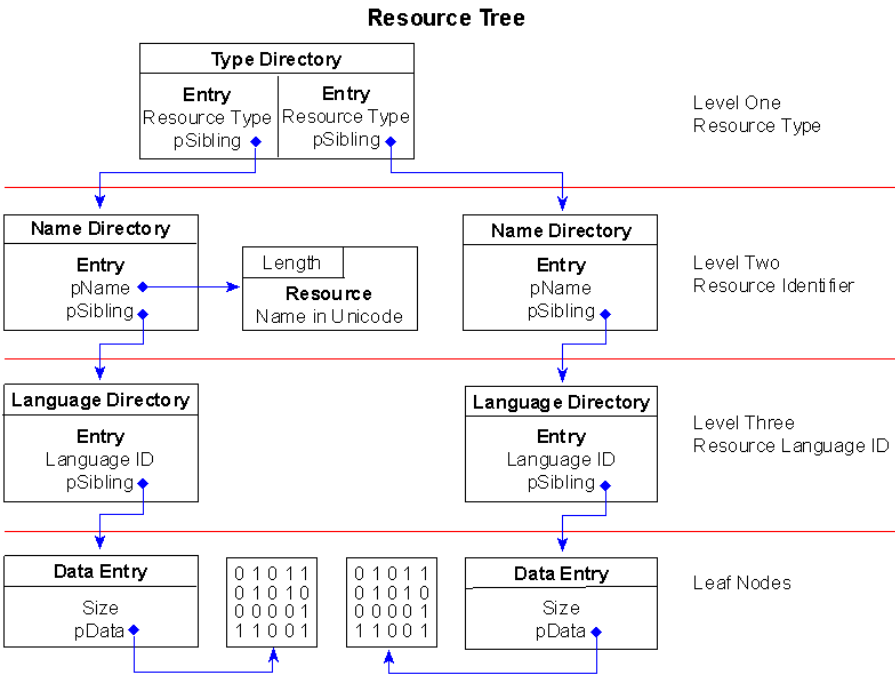 Resource Tree
Type Directory
Entry
Resource Type
pSibling
Entry
Resource Type
pSibling
Level One
Resource Type
Name Directory
Entry
pName
pSibling
Length
Resource
Name in Unicode
Name Directory
Entry
pName
pSibling
Level Two
Resource Identifier
Language Directory
Entry
Language ID
pSibling
Language Directory
Entry
Language ID
pSibling
Level Three
Resource Language ID
Data Entry
Size
pData
0 1 0 1 1
0 1 0 1 0
0 0 0 0 1
1 1 0 0 1
0 1 0 1 1
0 1 0 1 0
0 0 0 0 1
1 1 0 0 1
Data Entry
Size
pData
Leaf Nodes